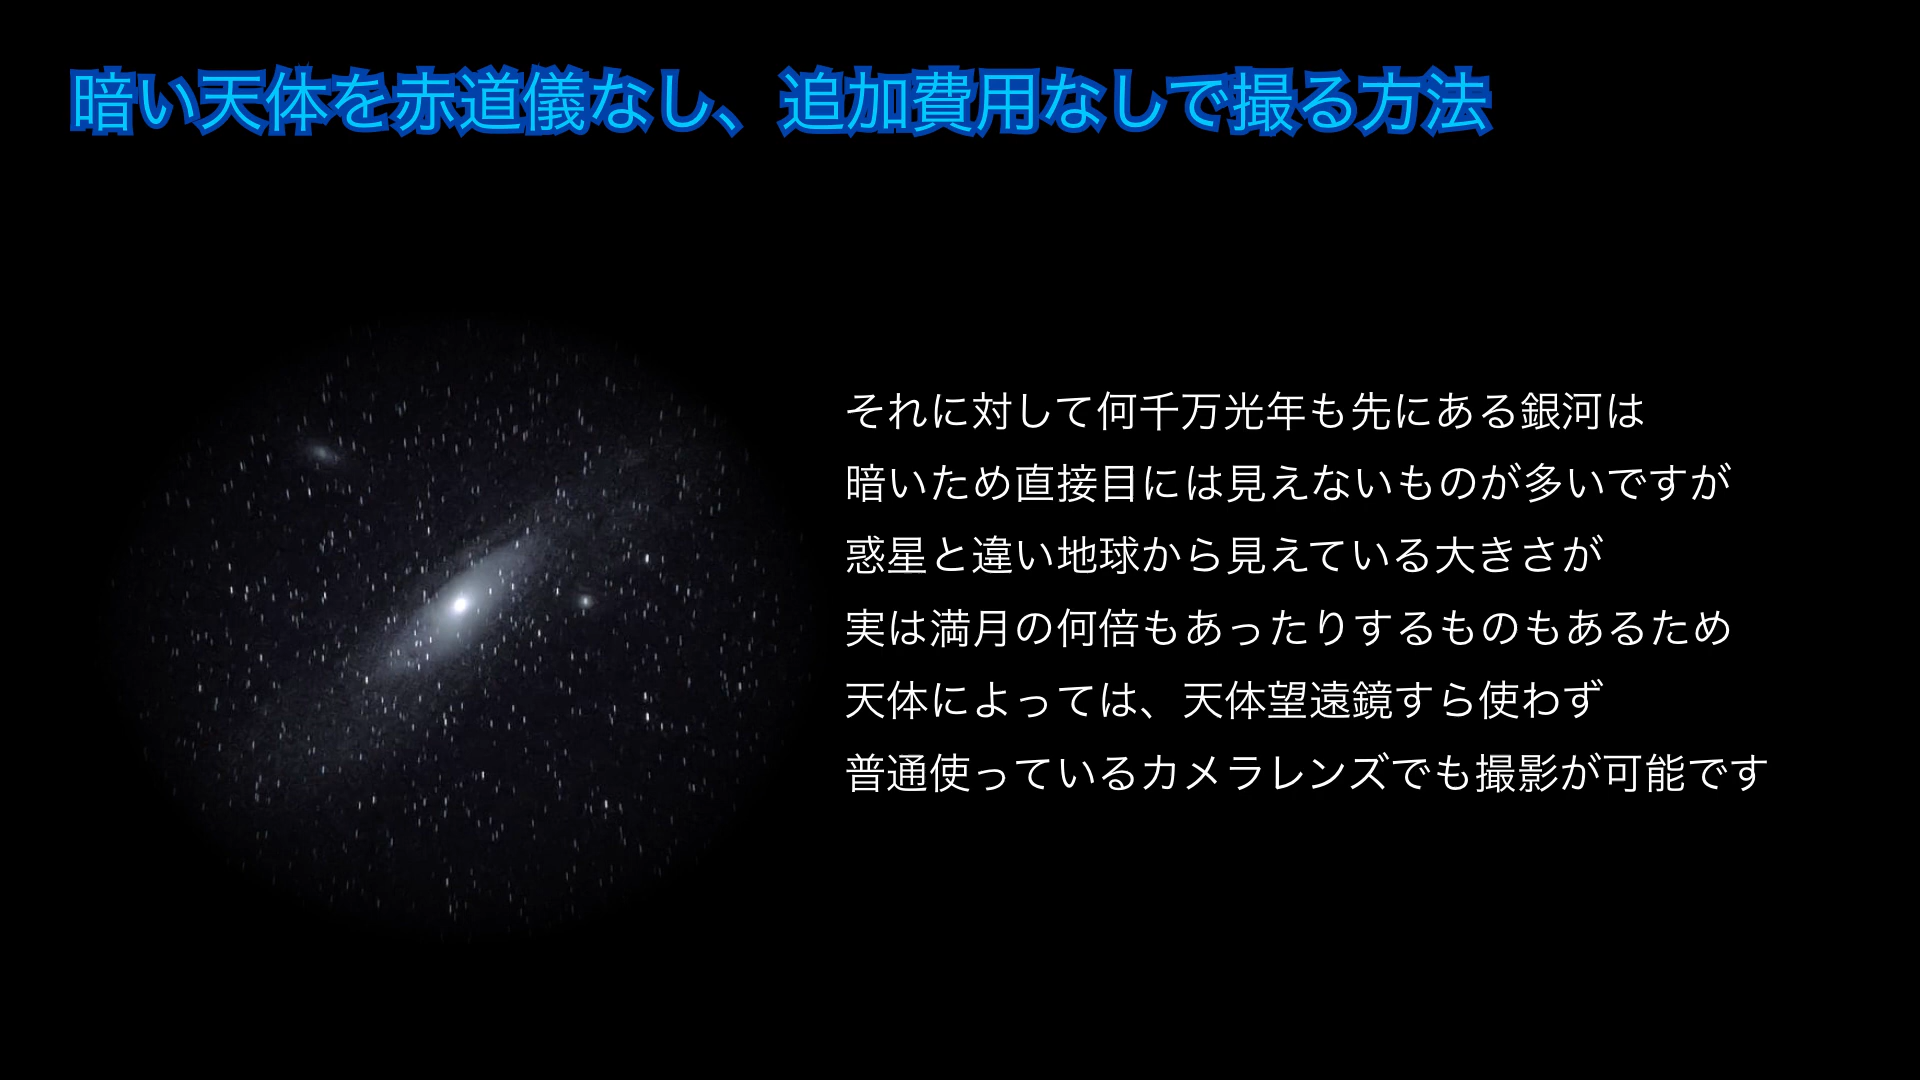 暗い天体を赤道儀なし、追加費用なしで撮る方法
それに対して何千万光年も先にある銀河は
暗いため直接目には見えないものが多いですが
惑星と違い地球から見えている大きさが
実は満月の何倍もあったりするものもあるため
天体によっては、天体望遠鏡すら使わず
普通使っているカメラレンズでも撮影が可能です